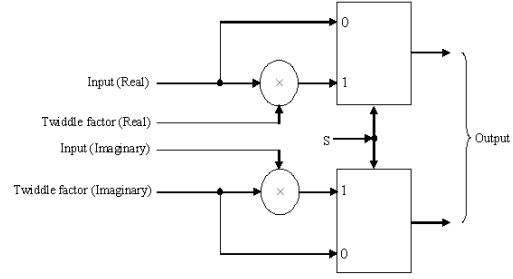 0
Input (Real)
×
1
Twiddle factor (Real)
Input (Imaginary)
S
Output
Twiddle factor (Imaginary)
×
1
0